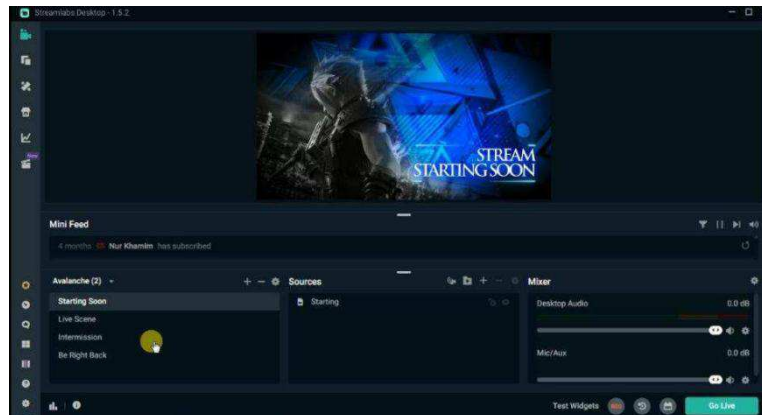 Streamlabs Desktop - 1.5.2
New
STREAM
STARTING SOON
Mini Feed
4 months Nur Khamim has subscribed
Avalanche (2)
Sources
Mixer
Starting Soon
Live Scene
Intermission
Be Right Back
Starting
Desktop Audio 0.0 dB
Mic/Aux 0.0 dB
Test Widgets
Go Live